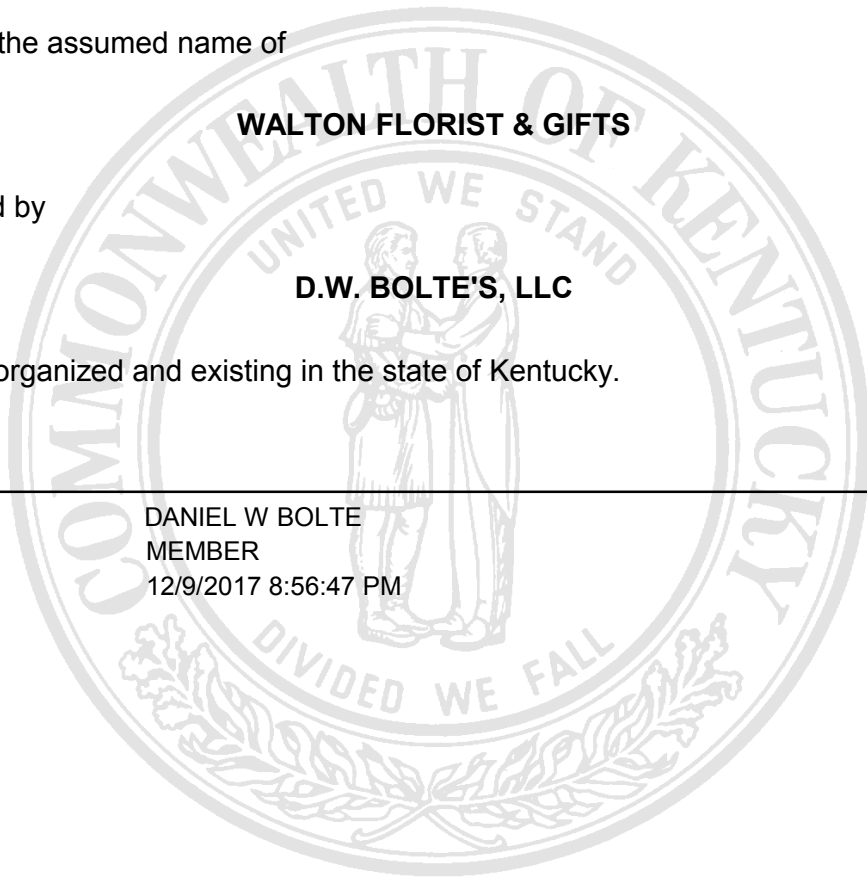 the assumed name of
WALTON FLORIST & GIFTS
d by
D.W. BOLTE'S, LLC
organized and existing in the state of Kentucky.
DANIEL W BOLTE
MEMBER
12/9/2017 8:56:47 PM
COMMONWEALTH OF KENTUCKY
UNITED WE STAND
DIVIDED WE FALL